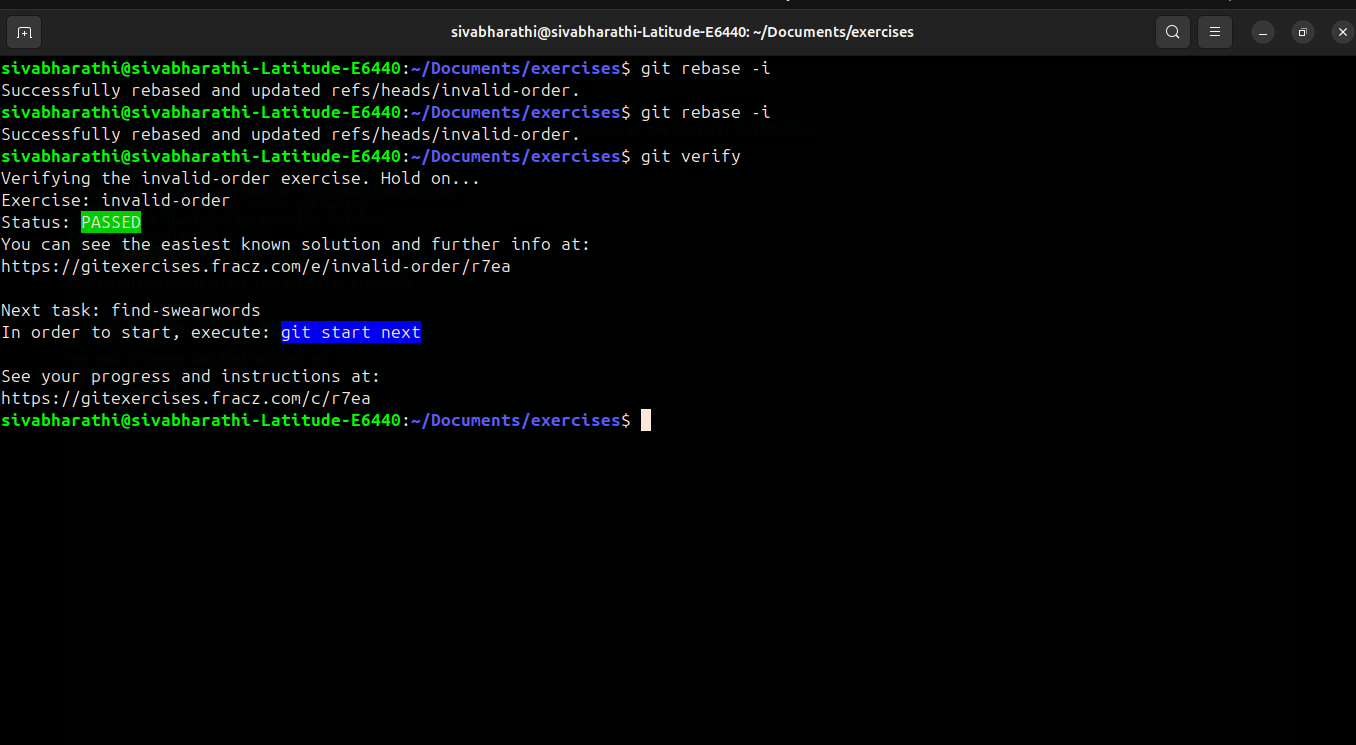 sivabharathi@sivabharathi-Latitude-E6440: ~/Documents/exercises
sivabharathi@sivabharathi-Latitude-E6440:~/Documents/exercises$ git rebase -i
Successfully rebased and updated refs/heads/invalid-order.
sivabharathi@sivabharathi-Latitude-E6440:~/Documents/exercises$ git rebase -i
Successfully rebased and updated refs/heads/invalid-order.
sivabharathi@sivabharathi-Latitude-E6440:~/Documents/exercises$ git verify
Verifying the invalid-order exercise. Hold on...
Exercise: invalid-order
Status: PASSED
You can see the easiest known solution and further info at:
https://gitexercises.fracz.com/e/invalid-order/r7ea
Next task: find-swearwords
In order to start, execute: git start next
See your progress and instructions at:
https://gitexercises.fracz.com/c/r7ea
sivabharathi@sivabharathi-Latitude-E6440:~/Documents/exercises$